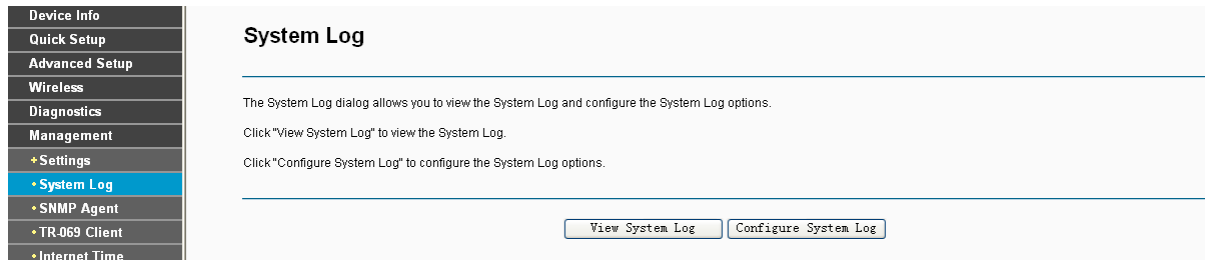 Device Info
Quick Setup
Advanced Setup
Wireless
Diagnostics
Management
+Settings
•System Log
•SNMP Agent
•TR-069 Client
•Internet Time
System Log
The System Log dialog allows you to view the System Log and configure the System Log options.
Click "View System Log" to view the System Log.
Click "Configure System Log" to configure the System Log options.
View System Log
Configure System Log